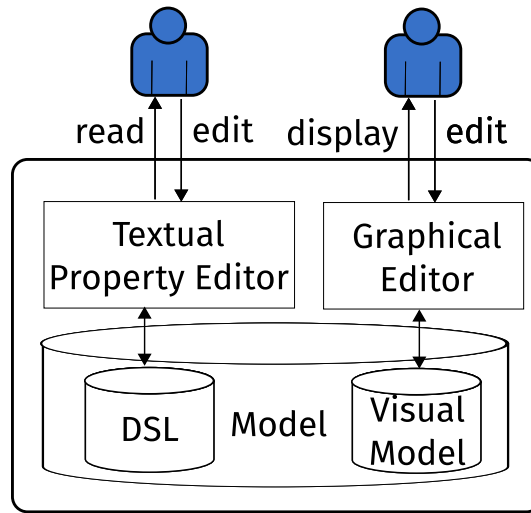 read edit display edit
Textual
Property Editor
Graphical
Editor
DSL
Model
Visual
Model